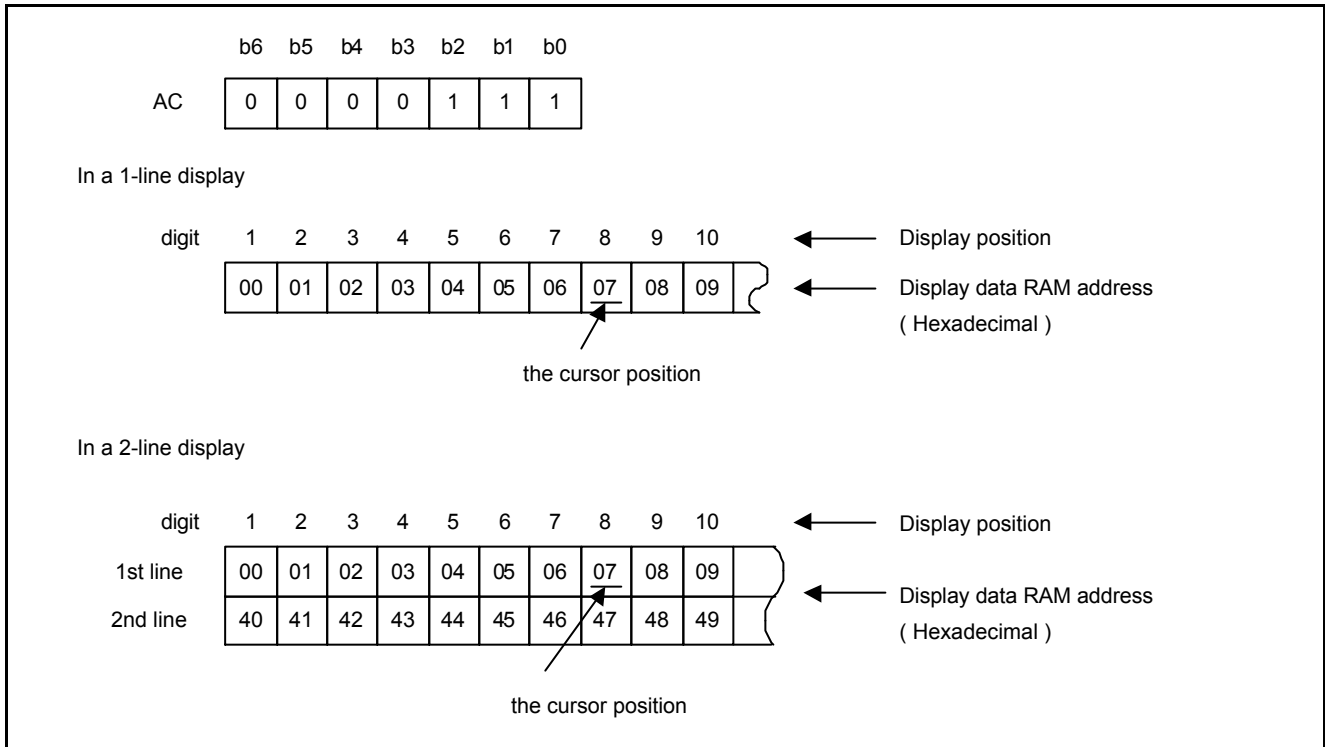 b6 b5 b4 b3 b2 b1 b0
AC 0 0 0 0 1 1 1
In a 1-line display
digit 1 2 3 4 5 6 7 8 9 10 Display position
00 01 02 03 04 05 06 07 08 09 Display data RAM address
( Hexadecimal )
the cursor position
In a 2-line display
digit 1 2 3 4 5 6 7 8 9 10 Display position
1st line 00 01 02 03 04 05 06 07 08 09
Display data RAM address
2nd line 40 41 42 43 44 45 46 47 48 49
( Hexadecimal )
the cursor position